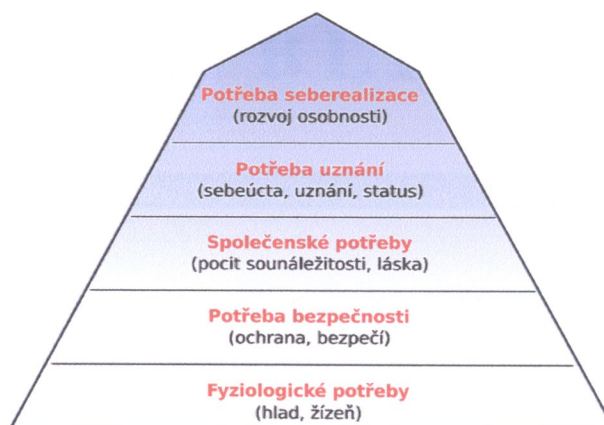 Potřeba seberealizace
(rozvoj osobnosti)
Potřeba uznání
(sebeúcta, uznání, status)
Společenské potřeby
(pocit sounáležitosti, láska)
Potřeba bezpečnosti
(ochrana, bezpečí)
Fyziologické potřeby
(hlad, žízeň)